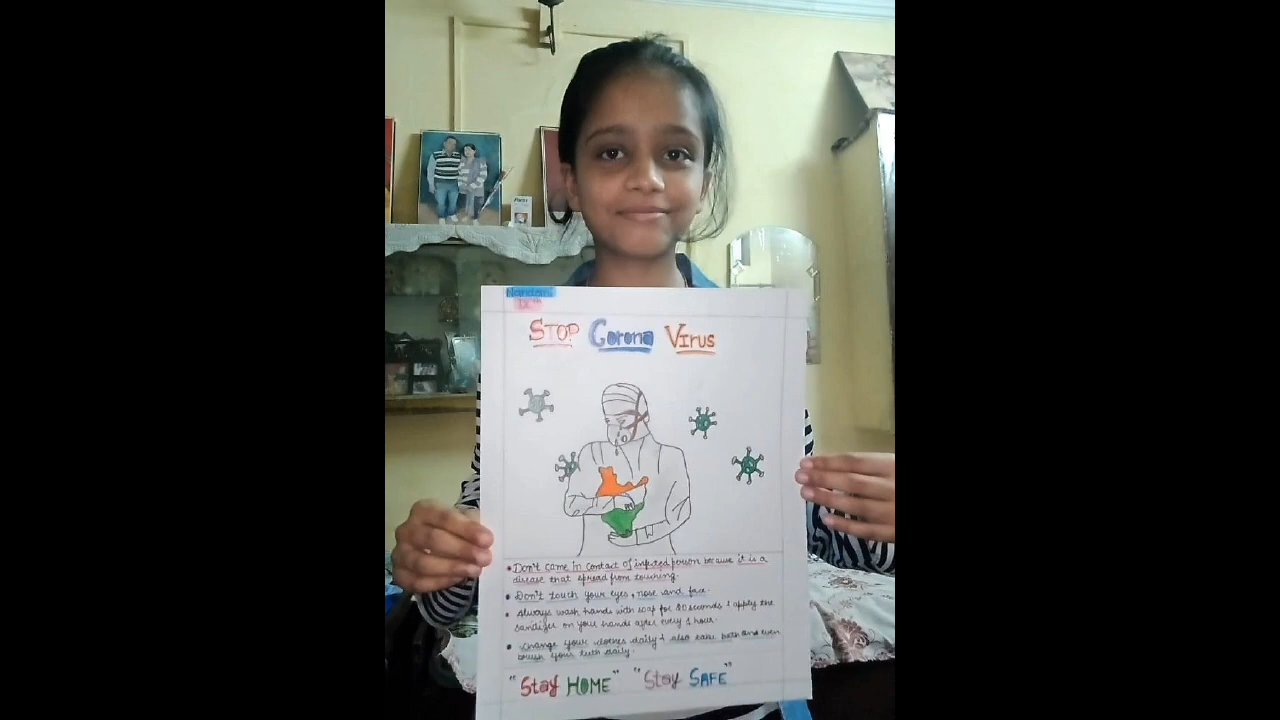 STOP Corona VIRUS
• Don't came in contact of infected person because it is a
disease that spread from touching.
• Don't touch your eyes, nose and face.
• Always wash hands with soap for 20 seconds & apply the
sanitizer on your hands after every 1 hour.
• Change your clothes daily & also take bath and even
brush your teeth daily.
"Stay HOME" "Stay SAFE"